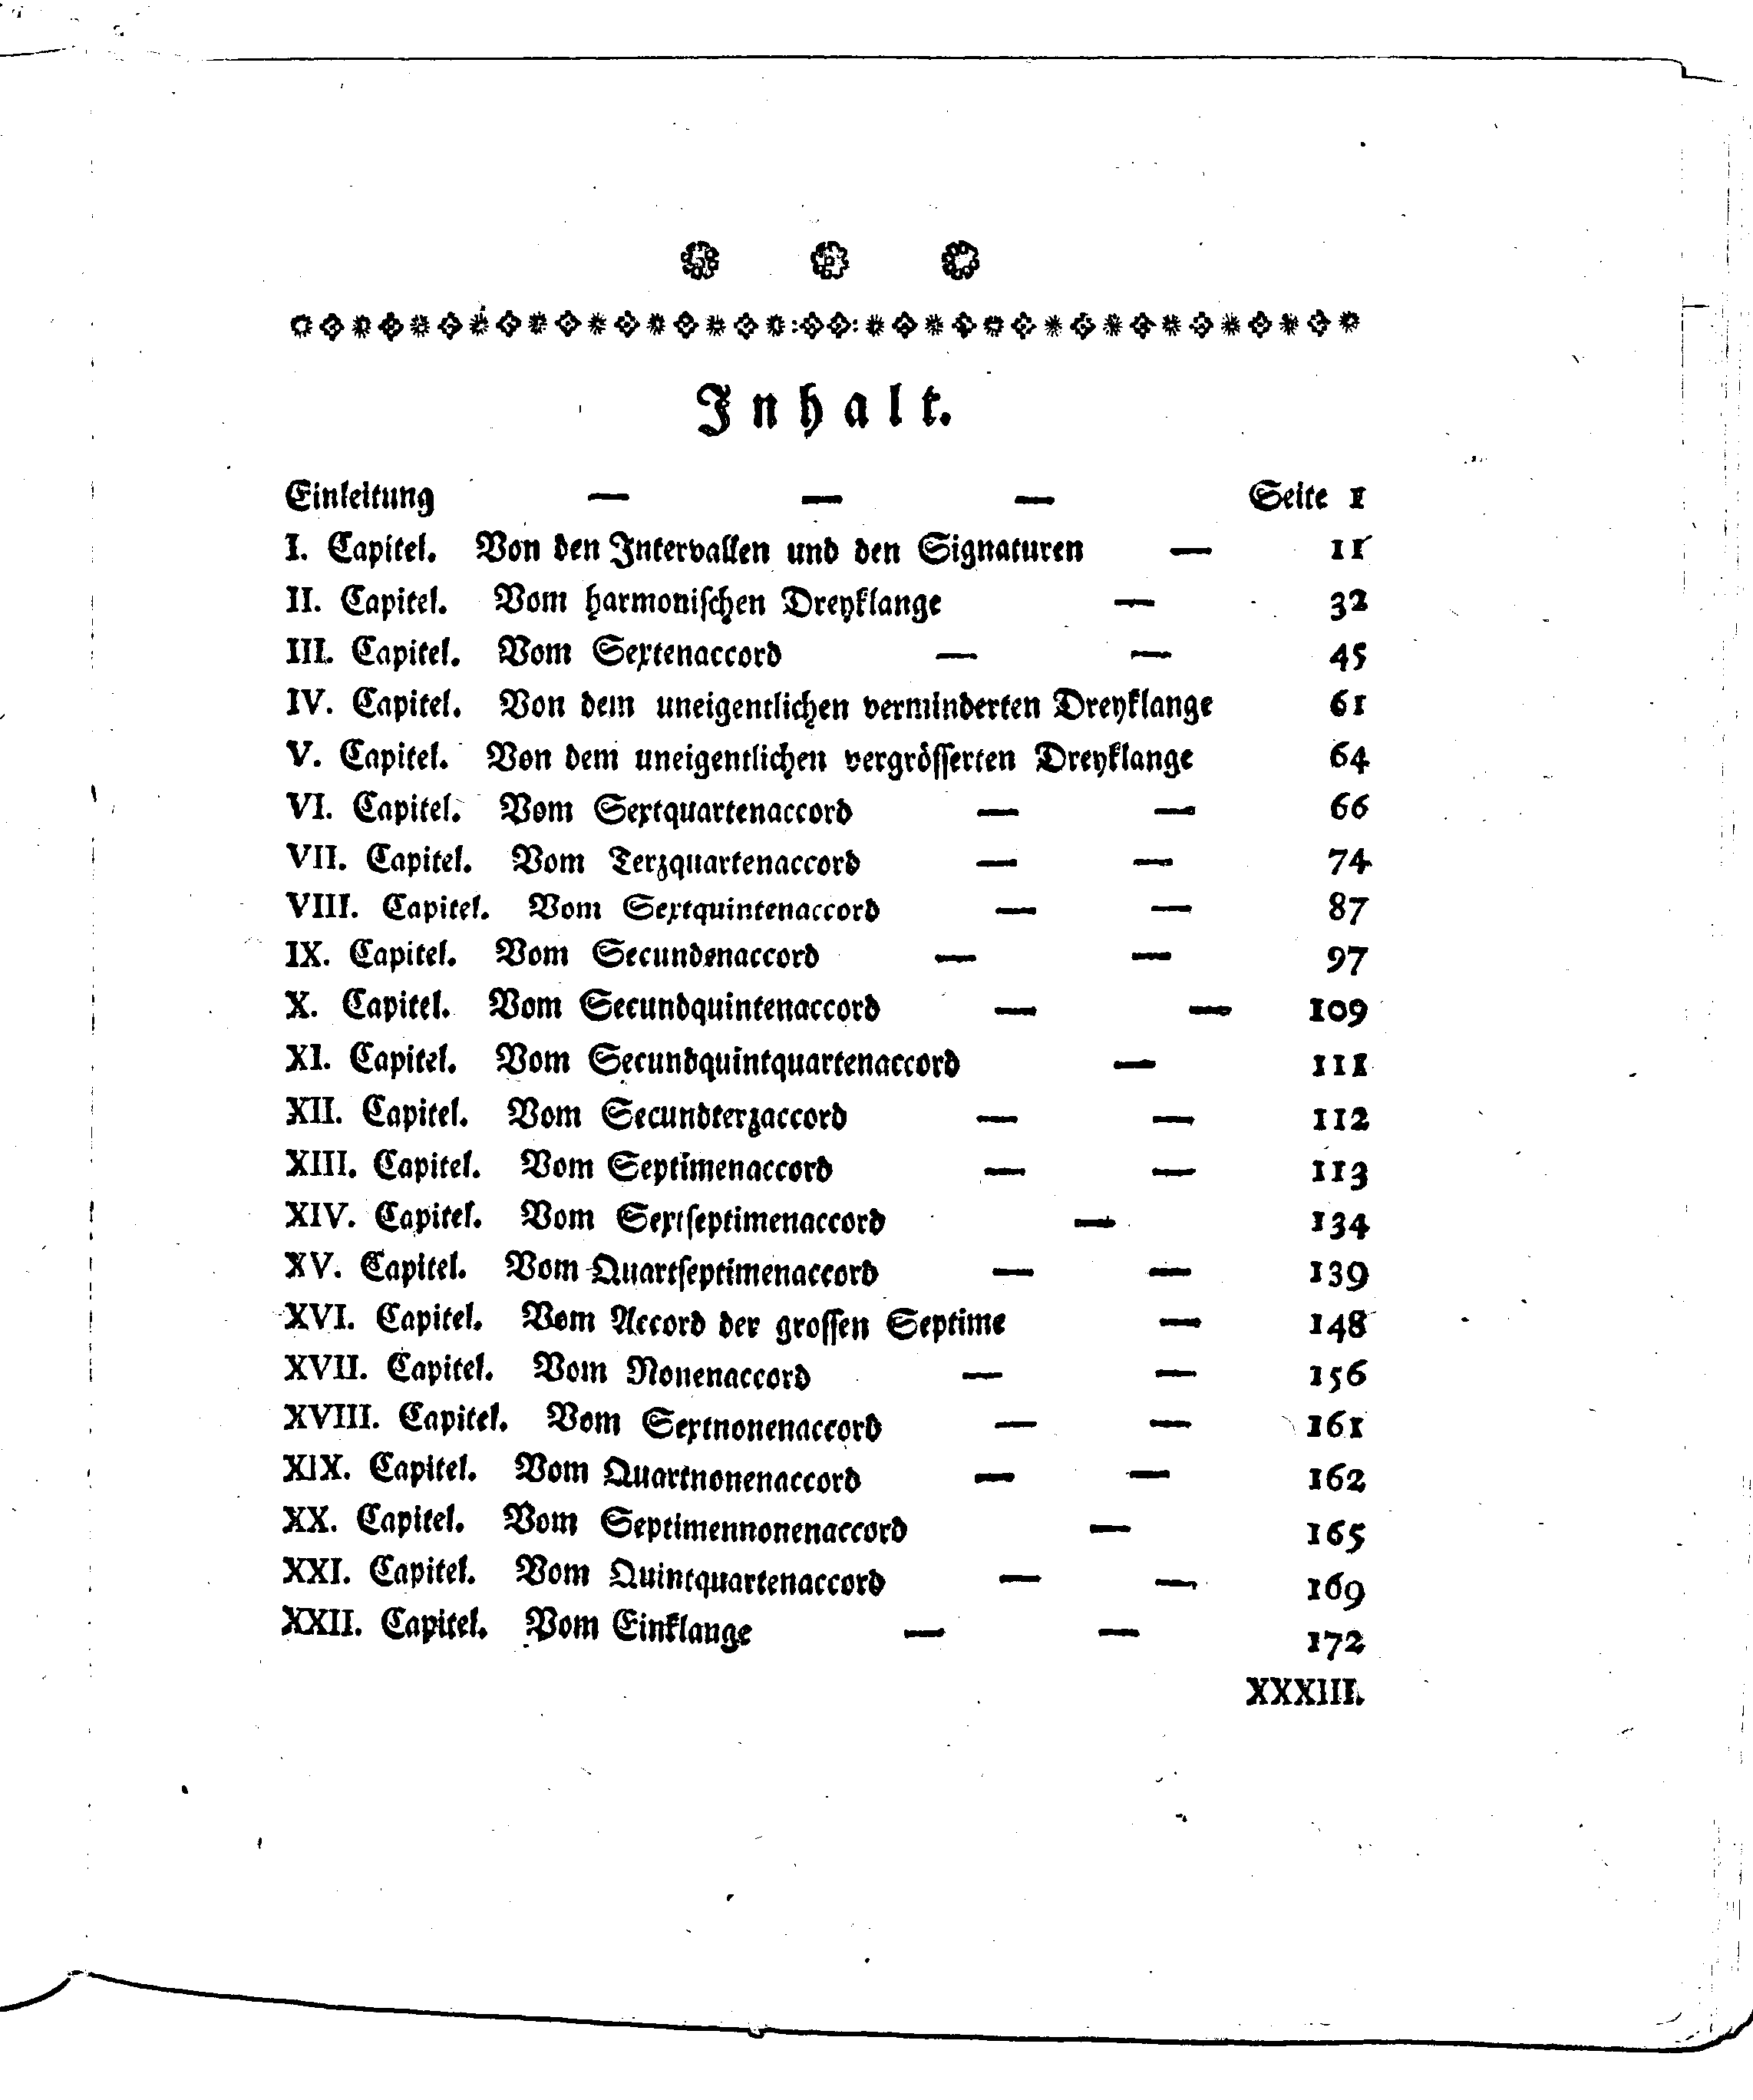 Inhalt.
Einleitung — — — Seite 1
I. Capitel. Von den Intervallen und den Signaturen — 11
II. Capitel. Vom harmonischen Dreyklange — 32
III. Capitel. Vom Sextenaccord — — 45
IV. Capitel. Von dem uneigentlichen verminderten Dreyklange 61
V. Capitel. Von dem uneigentlichen vergrösserten Dreyklange 64
VI. Capitel. Vom Sextquartenaccord — — 66
VII. Capitel. Vom Terzquartenaccord — — 74
VIII. Capitel. Vom Sextquintenaccord — — 87
IX. Capitel. Vom Secundenaccord — — 97
X. Capitel. Vom Secundquintenaccord — — 109
XI. Capitel. Vom Secundquintquartenaccord — 111
XII. Capitel. Vom Secundterzaccord — — 112
XIII. Capitel. Vom Septimenaccord — — 113
XIV. Capitel. Vom Sextseptimenaccord — 134
XV. Capitel. Vom Quartseptimenaccord — — 139
XVI. Capitel. Vom Accord der grossen Septime — 148
XVII. Capitel. Vom Nonenaccord — — 156
XVIII. Capitel. Vom Sextnonenaccord — — 161
XIX. Capitel. Vom Quartnonenaccord — — 162
XX. Capitel. Vom Septimennonenaccord — 165
XXI. Capitel. Vom Quintquartenaccord — — 169
XXII. Capitel. Vom Einklange — — 172
XXXIII.